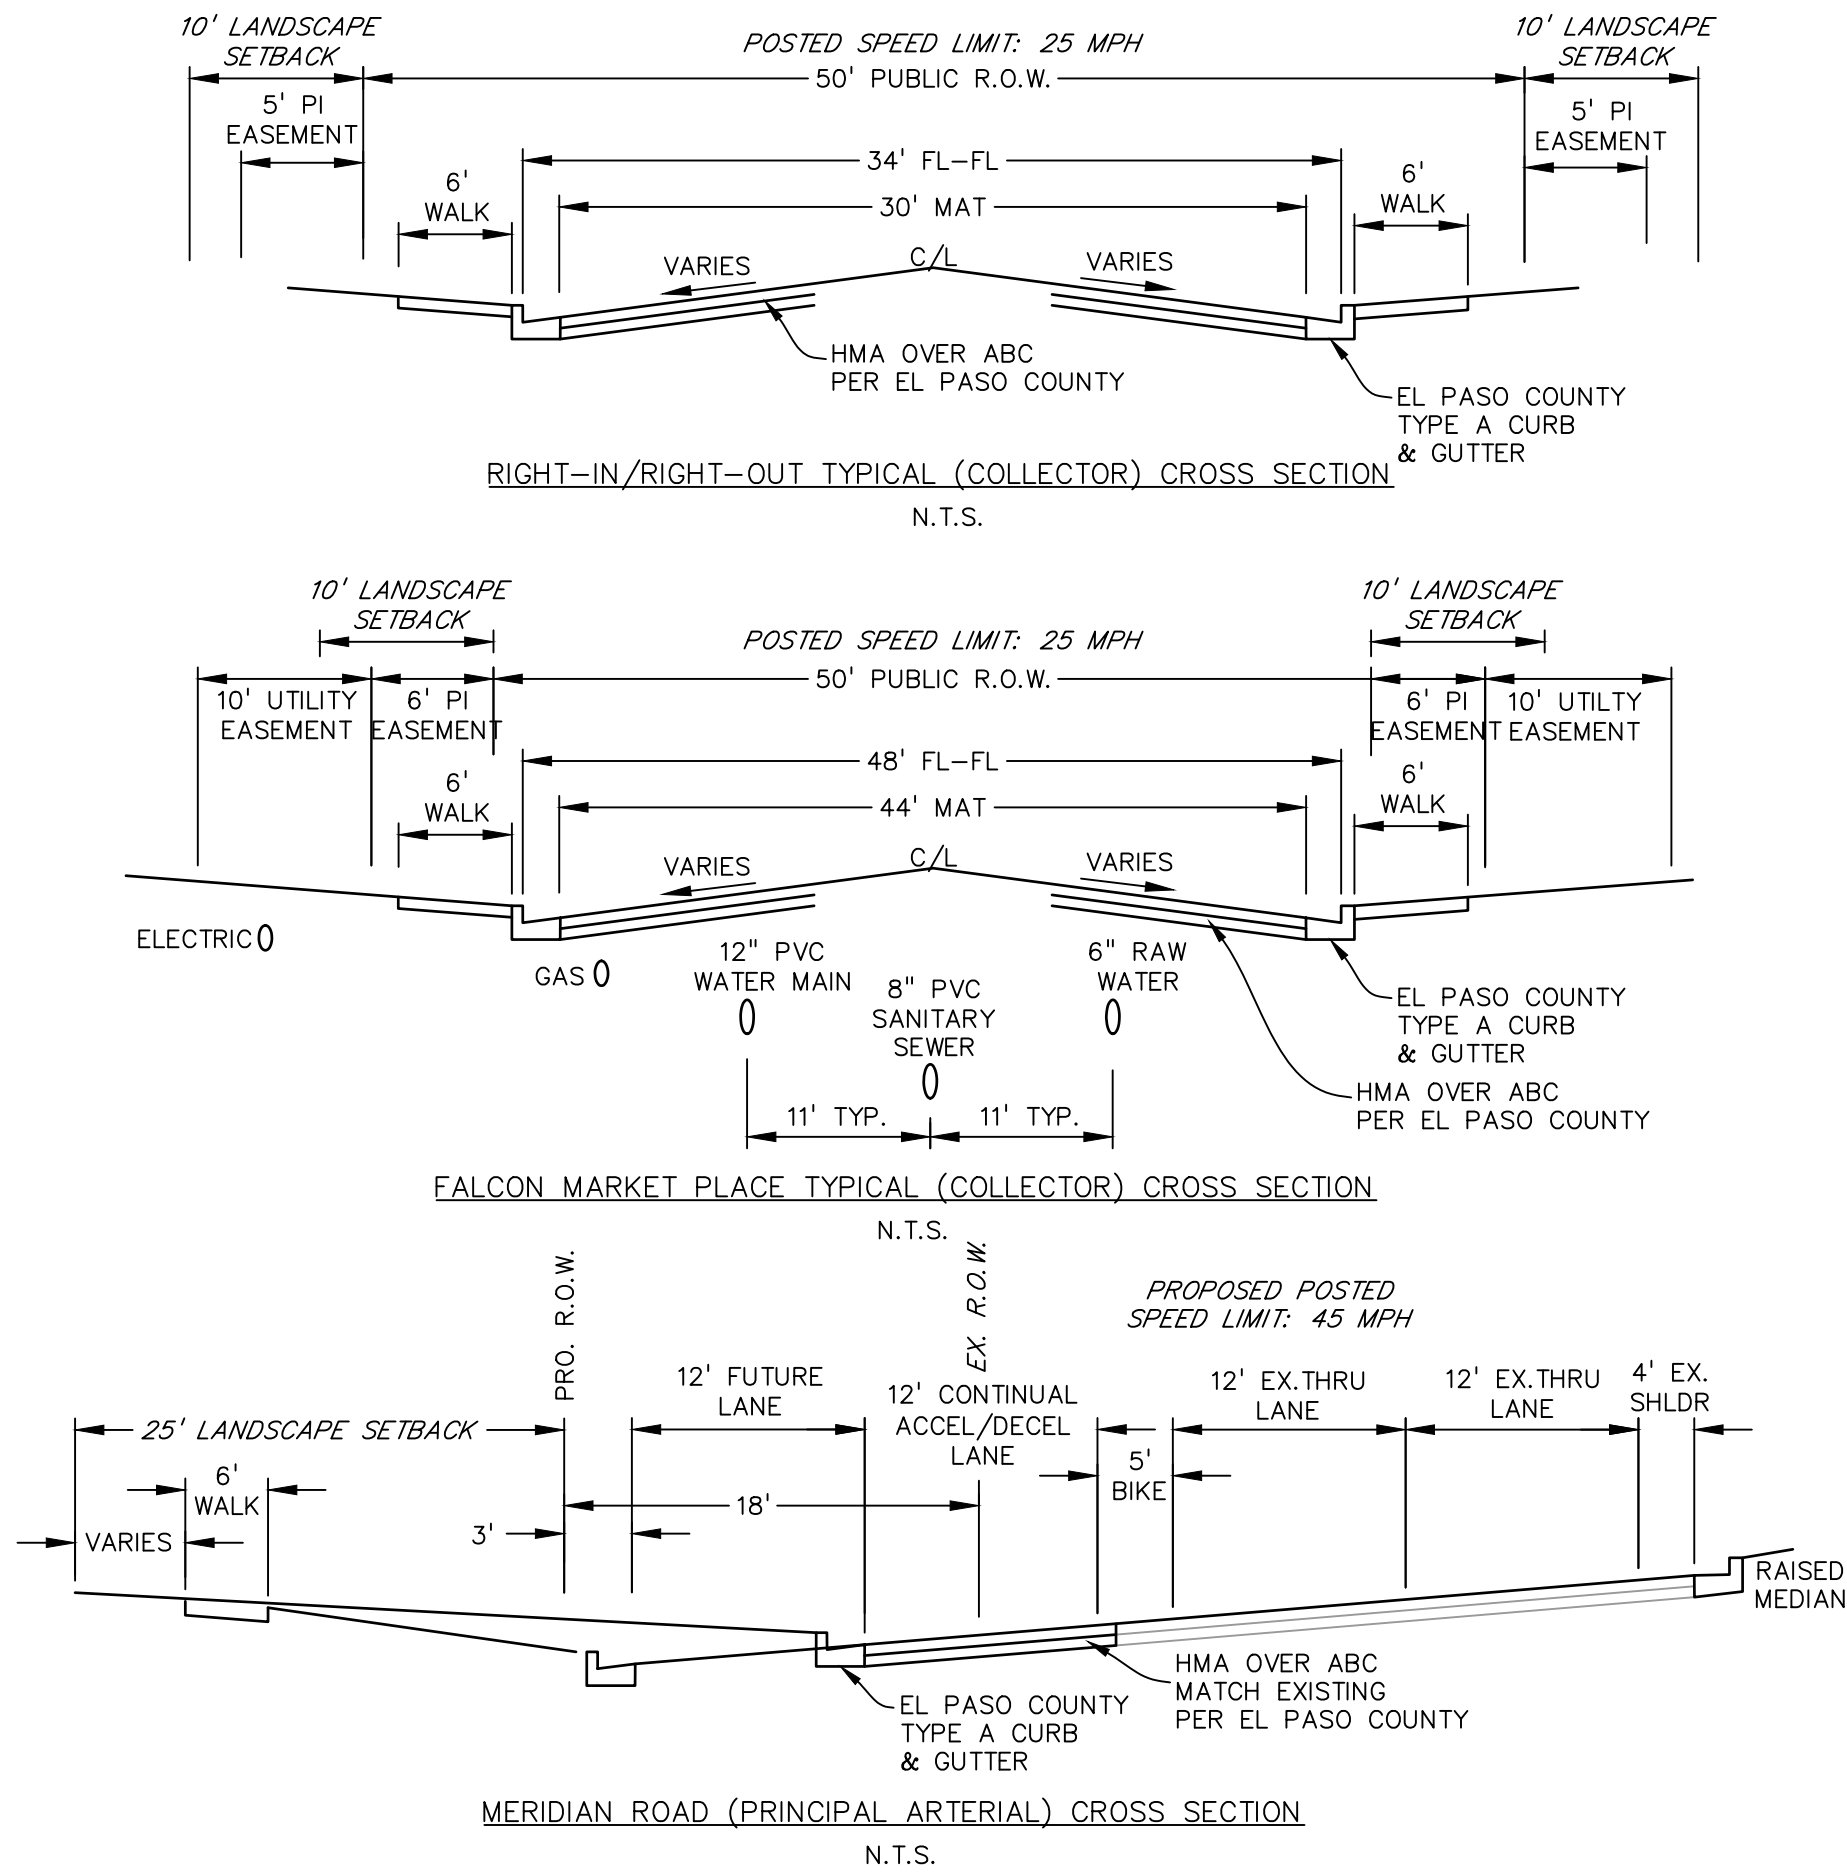 10' LANDSCAPE
SETBACK
POSTED SPEED LIMIT: 25 MPH
10' LANDSCAPE
SETBACK
50' PUBLIC R.O.W.
5' PI
EASEMENT
5' PI
EASEMENT
34' FL-FL
6'
WALK
30' MAT
6'
WALK
VARIES
C/L
VARIES
HMA OVER ABC
PER EL PASO COUNTY
EL PASO COUNTY
TYPE A CURB
& GUTTER
RIGHT-IN/RIGHT-OUT TYPICAL (COLLECTOR) CROSS SECTION
N.T.S.
10' LANDSCAPE
SETBACK
POSTED SPEED LIMIT: 25 MPH
10' LANDSCAPE
SETBACK
50' PUBLIC R.O.W.
10' UTILITY
EASEMENT
6' PI
EASEMENT
6' PI
EASEMENT
10' UTILTY
EASEMENT
48' FL-FL
6'
WALK
44' MAT
6'
WALK
VARIES
C/L
VARIES
ELECTRIC
GAS
12" PVC
WATER MAIN
8" PVC
SANITARY
SEWER
6" RAW
WATER
EL PASO COUNTY
TYPE A CURB
& GUTTER
HMA OVER ABC
PER EL PASO COUNTY
11' TYP.
11' TYP.
FALCON MARKET PLACE TYPICAL (COLLECTOR) CROSS SECTION
N.T.S.
PRO. R.O.W.
EX. R.O.W.
PROPOSED POSTED
SPEED LIMIT: 45 MPH
25' LANDSCAPE SETBACK
12' FUTURE
LANE
12' CONTINUAL
ACCEL/DECEL
LANE
5'
BIKE
12' EX.THRU
LANE
12' EX.THRU
LANE
4' EX.
SHLDR
6'
WALK
18'
3'
VARIES
RAISED
MEDIAN
HMA OVER ABC
MATCH EXISTING
PER EL PASO COUNTY
EL PASO COUNTY
TYPE A CURB
& GUTTER
MERIDIAN ROAD (PRINCIPAL ARTERIAL) CROSS SECTION
N.T.S.